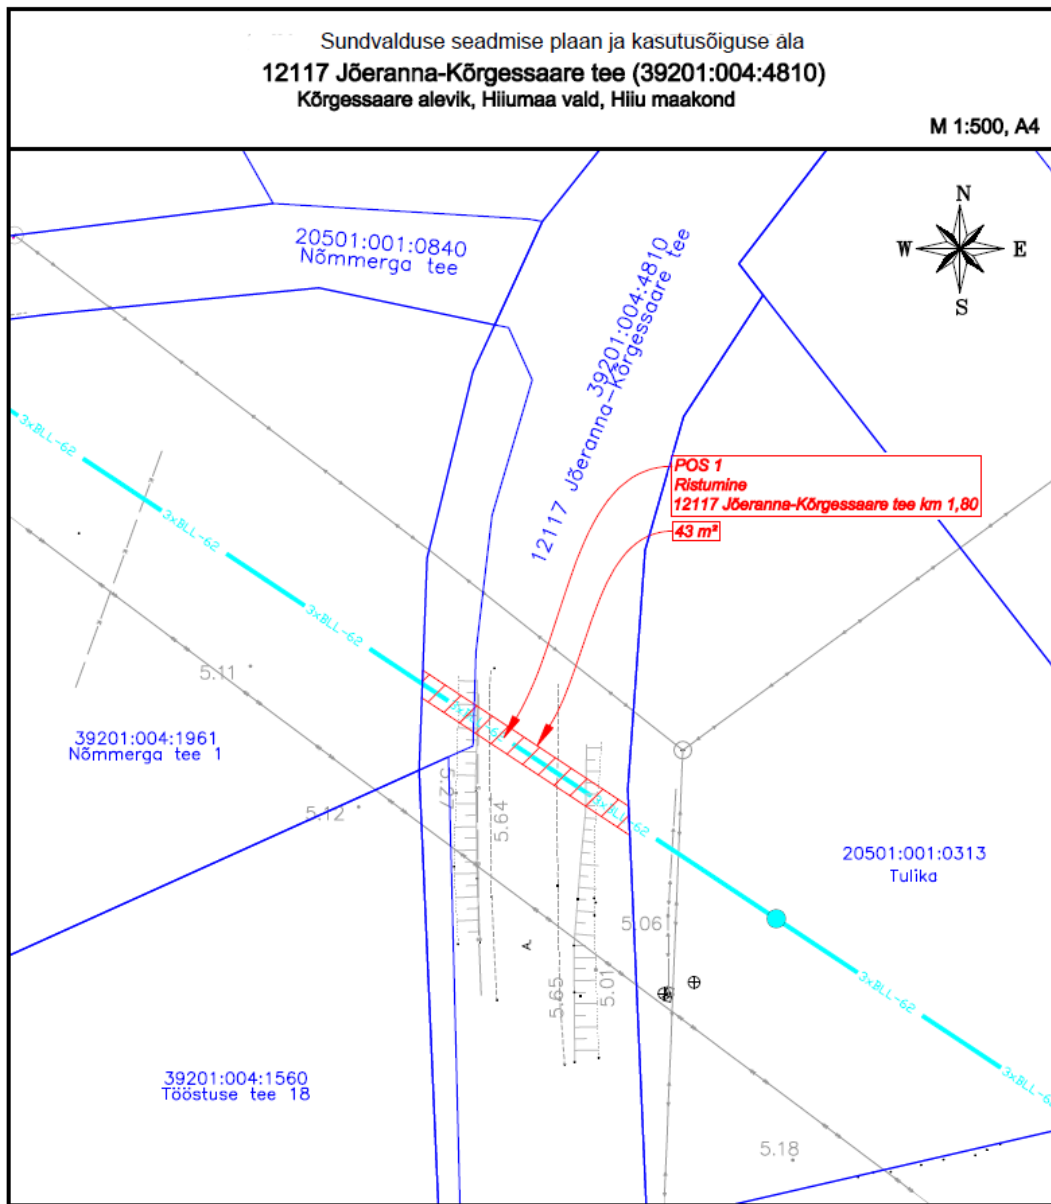 Sundvalduse seadmise plaan ja kasutusõiguse ala
12117 Jõeranna-Kõrgessaare tee (39201:004:4810)
Kõrgessaare alevik, Hiiumaa vald, Hiiu maakond
M 1:500, A4
20501:001:0840
Nõmmerga tee
39201:004:4810
12117 Jõeranna-Kõrgessaare tee
N
W
E
S
POS 1
Ristumine
12117 Jõeranna-Kõrgessaare tee km 1,80
43 m²
3xBLL-62
3xBLL-62
3xBLL-62
3xBLL-62
3xBLL-62
3xBLL-62
3xBLL-62
5.11
39201:004:1961
Nõmmerga tee 1
5.12
5.27
5.64
20501:001:0313
Tulika
5.06
A.
5.65
5.01
39201:004:1560
Tööstuse tee 18
5.18